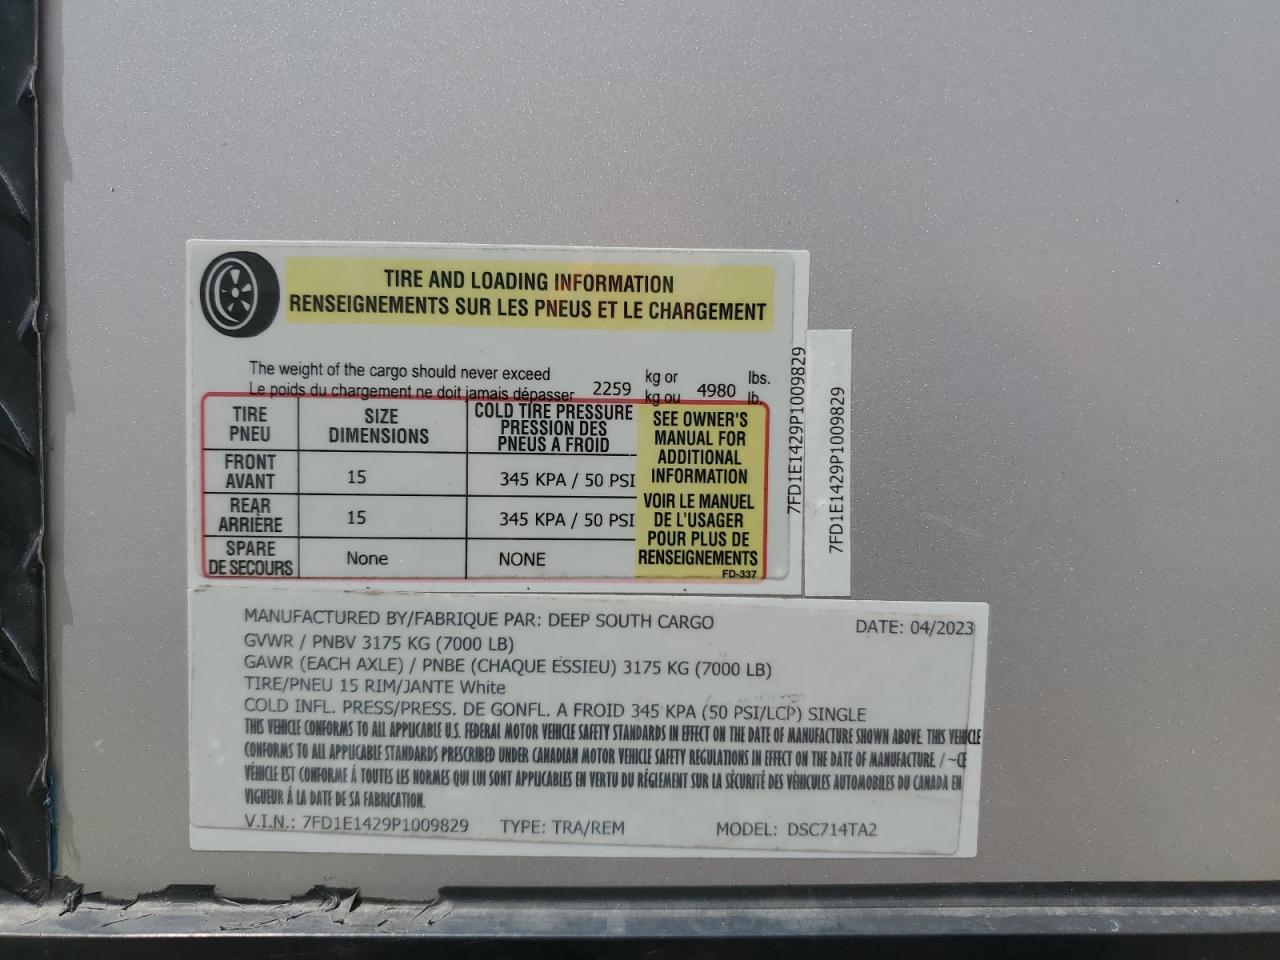 TIRE AND LOADING INFORMATION
RENSEIGNEMENTS SUR LES PNEUS ET LE CHARGEMENT
The weight of the cargo should never exceed
Le poids du chargement ne doit jamais dépasser 2259 kg or kg ou 4980 lbs. lb.
TIRE PNEU SIZE DIMENSIONS COLD TIRE PRESSURE PRESSION DES PNEUS A FROID
FRONT AVANT 15 345 KPA / 50 PSI
REAR ARRIÈRE 15 345 KPA / 50 PSI
SPARE DE SECOURS None NONE
SEE OWNER'S
MANUAL FOR
ADDITIONAL
INFORMATION
VOIR LE MANUEL
DE L'USAGER
POUR PLUS DE
RENSEIGNEMENTS
FD-337
7FD1E1429P1009829
7FD1E1429P1009829
MANUFACTURED BY/FABRIQUE PAR: DEEP SOUTH CARGO DATE: 04/2023
GVWR / PNBV 3175 KG (7000 LB)
GAWR (EACH AXLE) / PNBE (CHAQUE ESSIEU) 3175 KG (7000 LB)
TIRE/PNEU 15 RIM/JANTE White
COLD INFL. PRESS/PRESS. DE GONFL. A FROID 345 KPA (50 PSI/LCP) SINGLE
THIS VEHICLE CONFORMS TO ALL APPLICABLE U.S. FEDERAL MOTOR VEHICLE SAFETY STANDARDS IN EFFECT ON THE DATE OF MANUFACTURE SHOWN ABOVE. THIS VEHICLE
CONFORMS TO ALL APPLICABLE STANDARDS PRESCRIBED UNDER CANADIAN MOTOR VEHICLE SAFETY REGULATIONS IN EFFECT ON THE DATE OF MANUFACTURE. / ~CE
VÉHICLE EST CONFORME Á TOUTES LES NORMES QUI LUI SONT APPLICABLES EN VERTU DU RÉGLEMENT SUR LA SÉCURITÉ DES VÉHICULES AUTOMOBILES DU CANADA EN
VIGUEUR Á LA DATE DE SA FABRICATION.
V.I.N.: 7FD1E1429P1009829 TYPE: TRA/REM MODEL: DSC714TA2